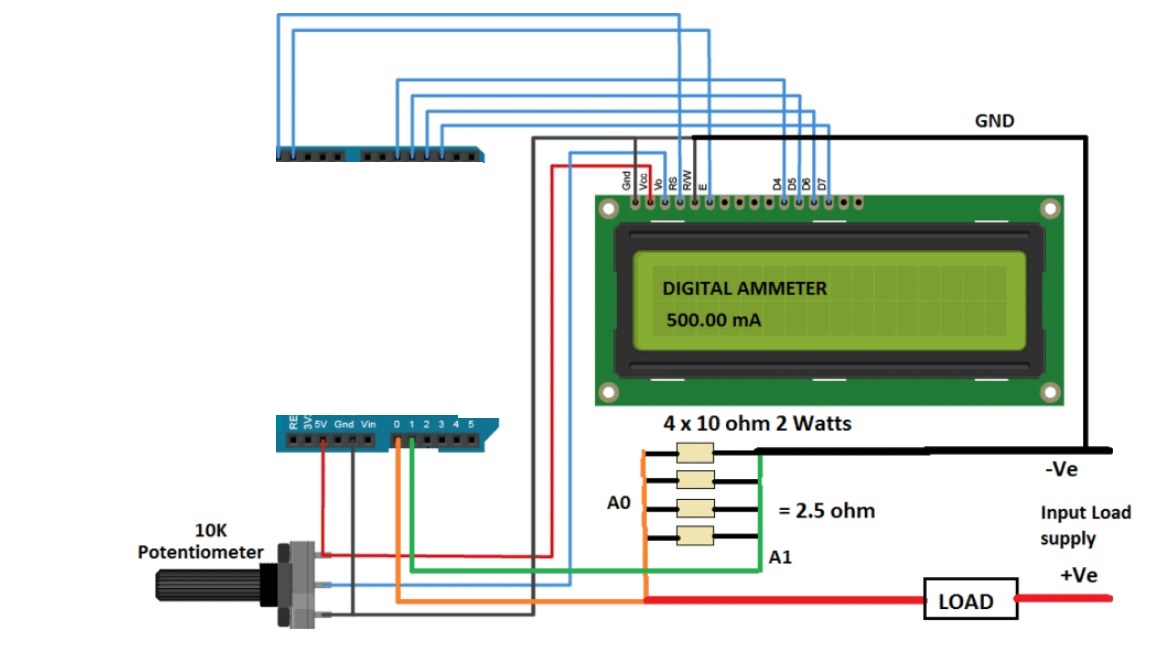 GND
Gnd Vcc Vo RS R/W E D4 D5 D6 D7
DIGITAL AMMETER
500.00 mA
4 x 10 ohm 2 Watts
5V Gnd Vin 0 1 2 3 4 5
-Ve
A0
= 2.5 ohm
Input Load
supply
10K
Potentiometer
A1
+Ve
LOAD